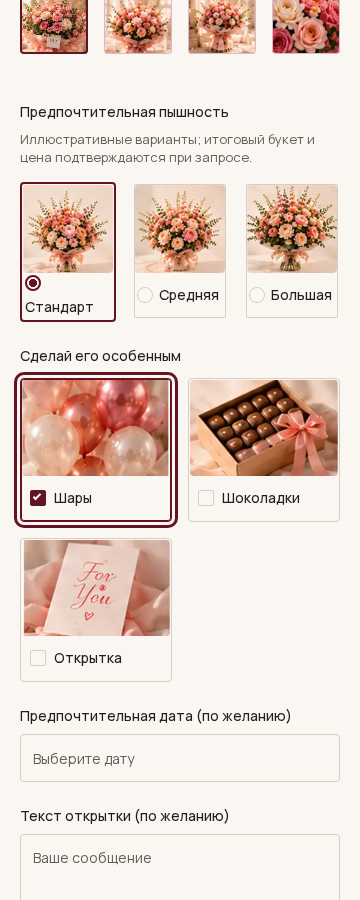 Предпочтительная пышность
Иллюстративные варианты; итоговый букет и
цена подтверждаются при запросе.
Стандарт
Средняя
Большая
Сделай его особенным
Шары
Шоколадки
For
You
Открытка
Предпочтительная дата (по желанию)
Выберите дату
Текст открытки (по желанию)
Ваше сообщение